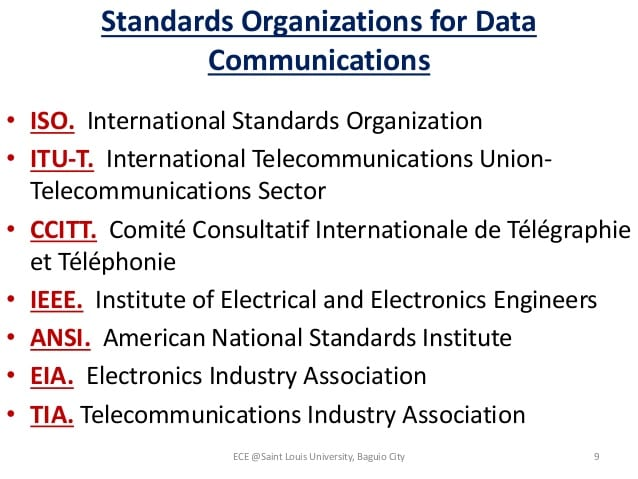 Standards Organizations for Data
Communications
• ISO. International Standards Organization
• ITU-T. International Telecommunications Union-
Telecommunications Sector
• CCITT. Comité Consultatif Internationale de Télégraphie
et Téléphonie
• IEEE. Institute of Electrical and Electronics Engineers
• ANSI. American National Standards Institute
• EIA. Electronics Industry Association
• TIA. Telecommunications Industry Association
ECE @Saint Louis University, Baguio City 9